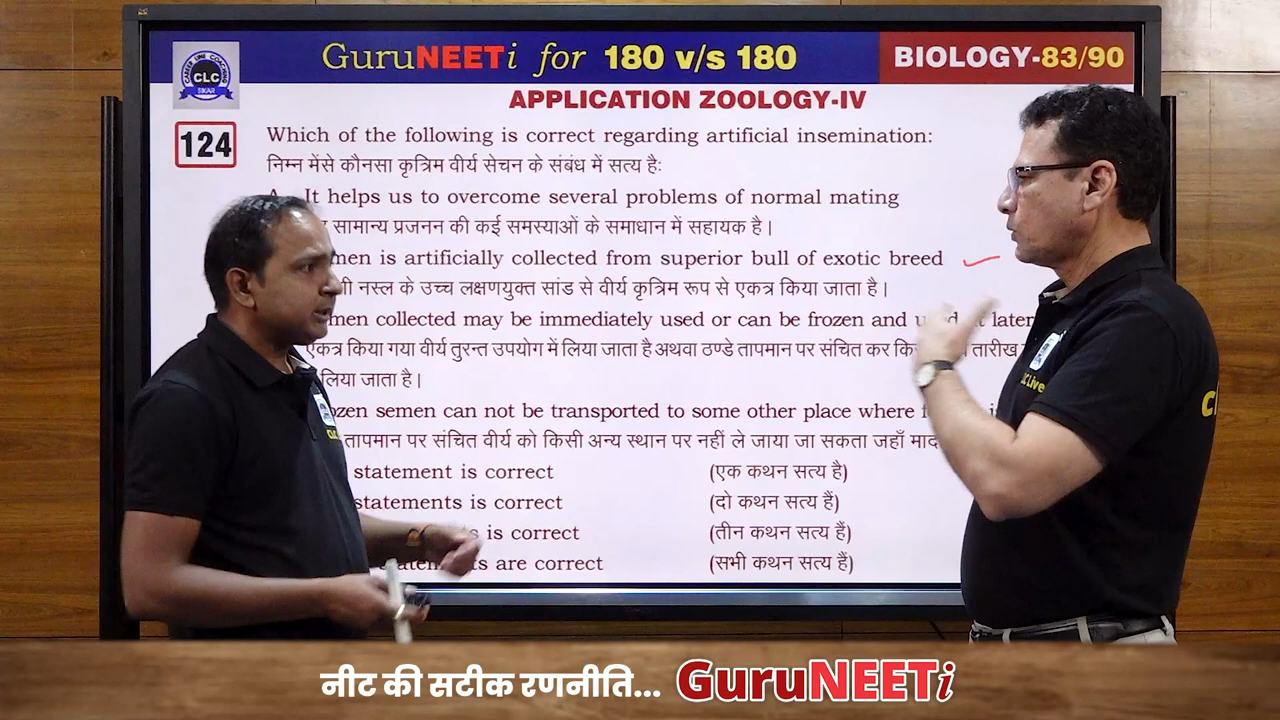 GuruNEETi for 180 v/s 180
BIOLOGY-83/90
CAREER LINE COACHING
CLC
SIKAR
APPLICATION ZOOLOGY-IV
124
Which of the following is correct regarding artificial insemination:
निम्न मेंसे कौनसा कृत्रिम वीर्य सेचन के संबंध में सत्य हैः
It helps us to overcome several problems of normal mating
सामान्य प्रजनन की कई समस्याओं के समाधान में सहायक है।
is artificially collected from superior bull of exotic breed
नस्ल के उच्च लक्षणयुक्त सांड से वीर्य कृत्रिम रूप से एकत्र किया जाता है।
collected may be immediately used or can be frozen and later
एकत्र किया गया वीर्य तुरन्त उपयोग में लिया जाता है अथवा ठण्डे तापमान पर संचित कर तारीख
लिया जाता है।
semen can not be transported to some other place where
तापमान पर संचित वीर्य को किसी अन्य स्थान पर नहीं ले जाया जा सकता जहाँ
statement is correct (एक कथन सत्य है)
statements is correct (दो कथन सत्य हैं)
is correct (तीन कथन सत्य हैं)
are correct (सभी कथन सत्य हैं)
नीट की सटीक रणनीति... GuruNEETi